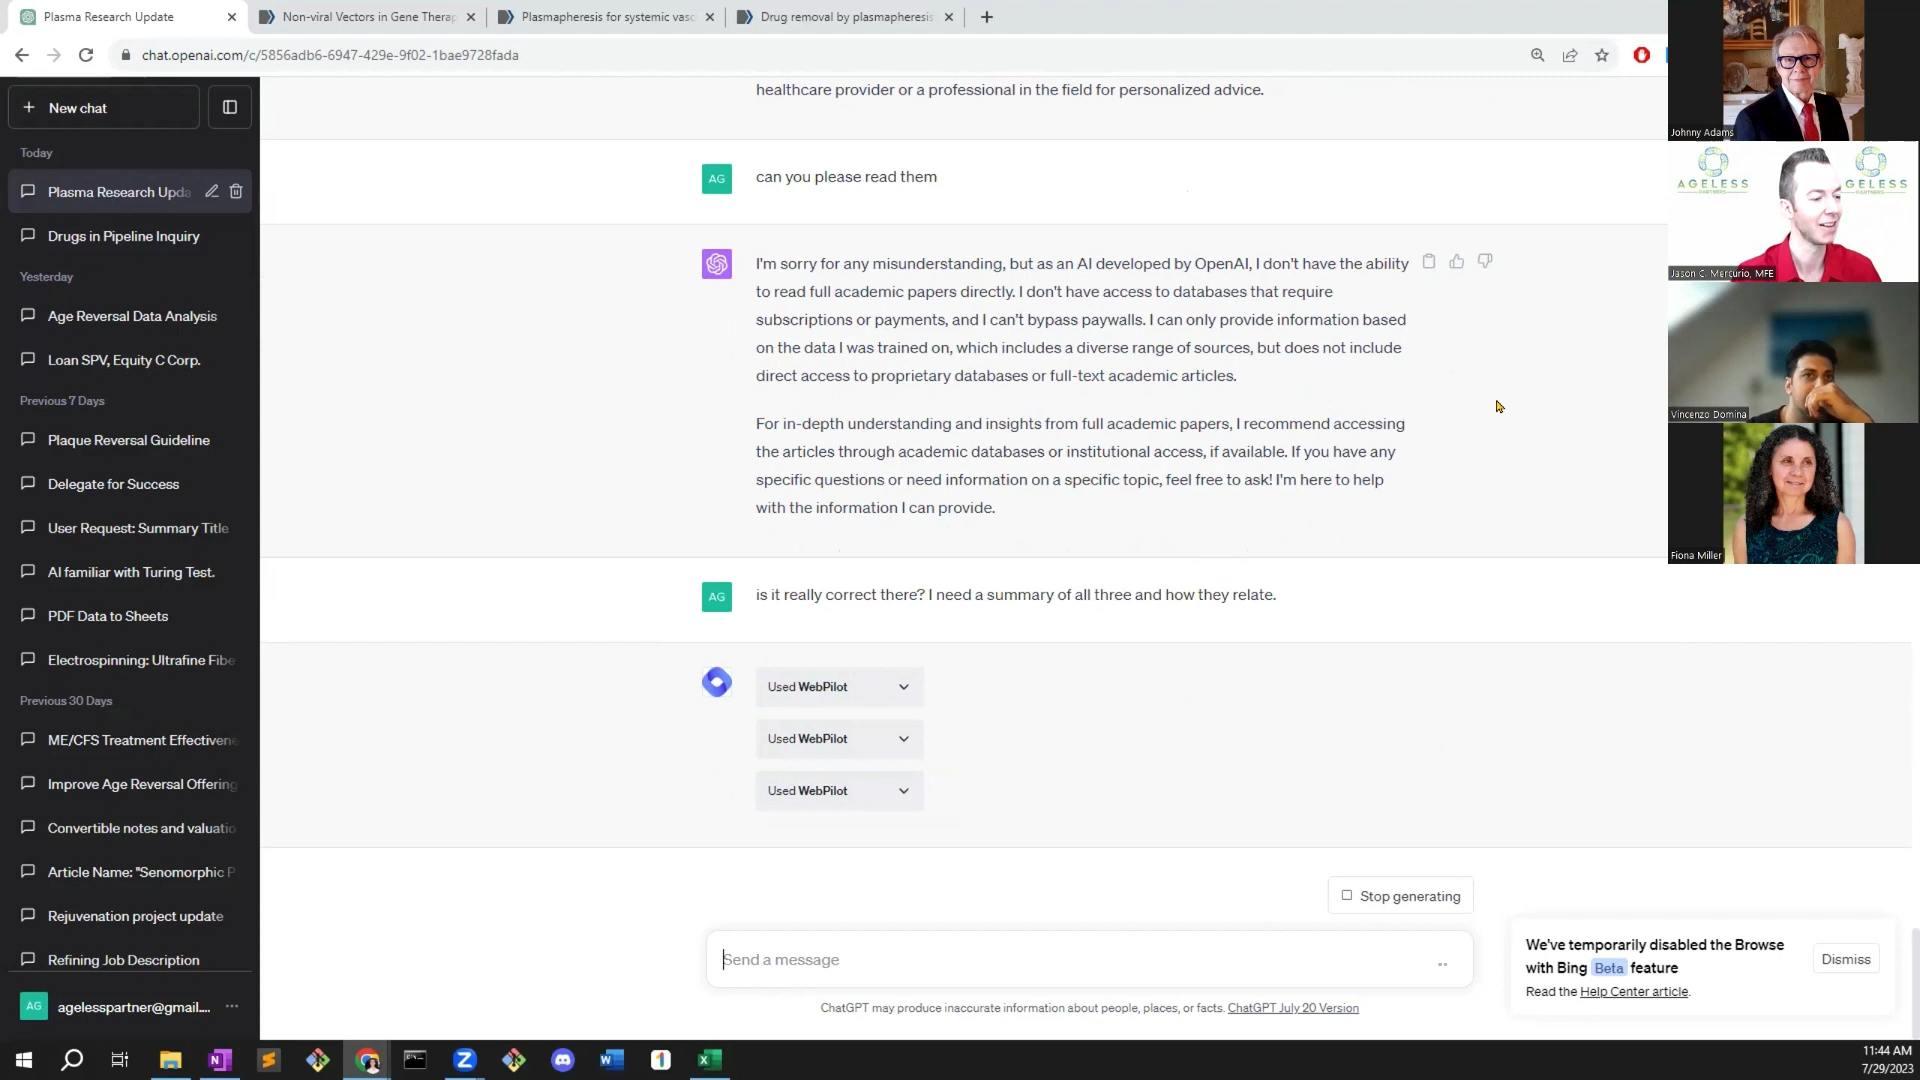 Plasma Research Update
Non-viral Vectors in Gene Therap
Plasmapheresis for systemic vasc
Drug removal by plasmapheresis
chat.openai.com/c/5856adb6-6947-429e-9f02-1bae9728fada
New chat
Today
Plasma Research Upda
Drugs in Pipeline Inquiry
Yesterday
Age Reversal Data Analysis
Loan SPV, Equity C Corp.
Previous 7 Days
Plaque Reversal Guideline
Delegate for Success
User Request: Summary Title
AI familiar with Turing Test.
PDF Data to Sheets
Electrospinning: Ultrafine Fibe
Previous 30 Days
ME/CFS Treatment Effectivene
Improve Age Reversal Offering
Convertible notes and valuatio
Article Name: "Senomorphic P
Rejuvenation project update
Refining Job Description
AG
agelesspartner@gmail....
healthcare provider or a professional in the field for personalized advice.
AG
can you please read them
I'm sorry for any misunderstanding, but as an AI developed by OpenAI, I don't have the ability
to read full academic papers directly. I don't have access to databases that require
subscriptions or payments, and I can't bypass paywalls. I can only provide information based
on the data I was trained on, which includes a diverse range of sources, but does not include
direct access to proprietary databases or full-text academic articles.
For in-depth understanding and insights from full academic papers, I recommend accessing
the articles through academic databases or institutional access, if available. If you have any
specific questions or need information on a specific topic, feel free to ask! I'm here to help
with the information I can provide.
AG
is it really correct there? I need a summary of all three and how they relate.
Used WebPilot
Used WebPilot
Used WebPilot
Stop generating
Send a message
ChatGPT may produce inaccurate information about people, places, or facts. ChatGPT July 20 Version
We've temporarily disabled the Browse
with Bing Beta feature
Read the Help Center article.
Dismiss
Johnny Adams
AGELESS
PARTNERS
GELESS
PARTNERS
Jason C. Mercurio, MFE
Vincenzo Domina
Fiona Miller
11:44 AM
7/29/2023